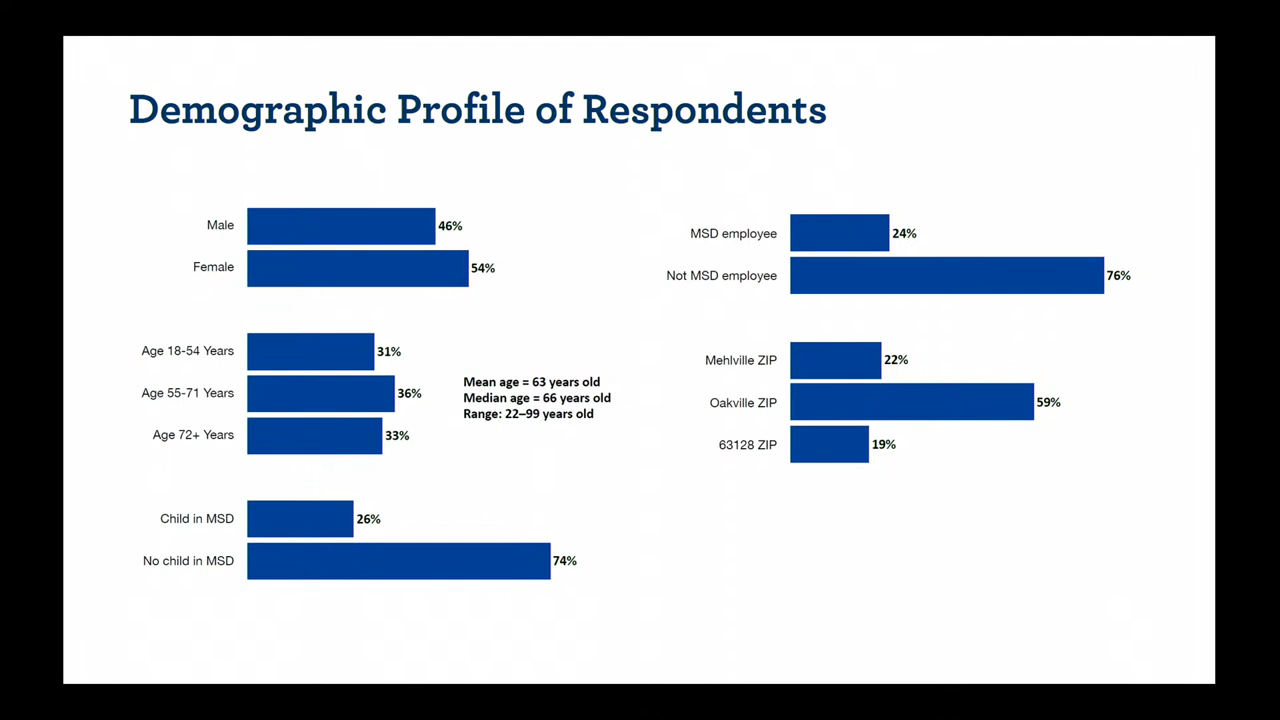 Demographic Profile of Respondents
Male 46%
Female 54%
Age 18-54 Years 31%
Age 55-71 Years 36%
Age 72+ Years 33%
Mean age = 63 years old
Median age = 66 years old
Range: 22–99 years old
Child in MSD 26%
No child in MSD 74%
MSD employee 24%
Not MSD employee 76%
Mehlville ZIP 22%
Oakville ZIP 59%
63128 ZIP 19%